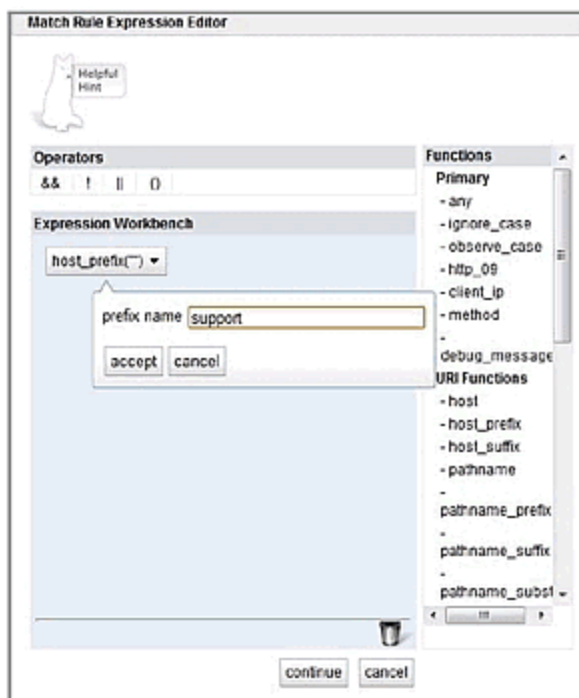 Match Rule Expression Editor
Helpful
Hint
Operators
&& ! || ()
Expression Workbench
host_prefix("")
prefix name support
accept cancel
Functions
Primary
- any
- ignore_case
- observe_case
- http_09
- client_ip
- method
-
debug_message
URI Functions
- host
- host_prefix
- host_suffix
- pathname
-
pathname_prefix
-
pathname_suffix
-
pathname_subst
continue cancel